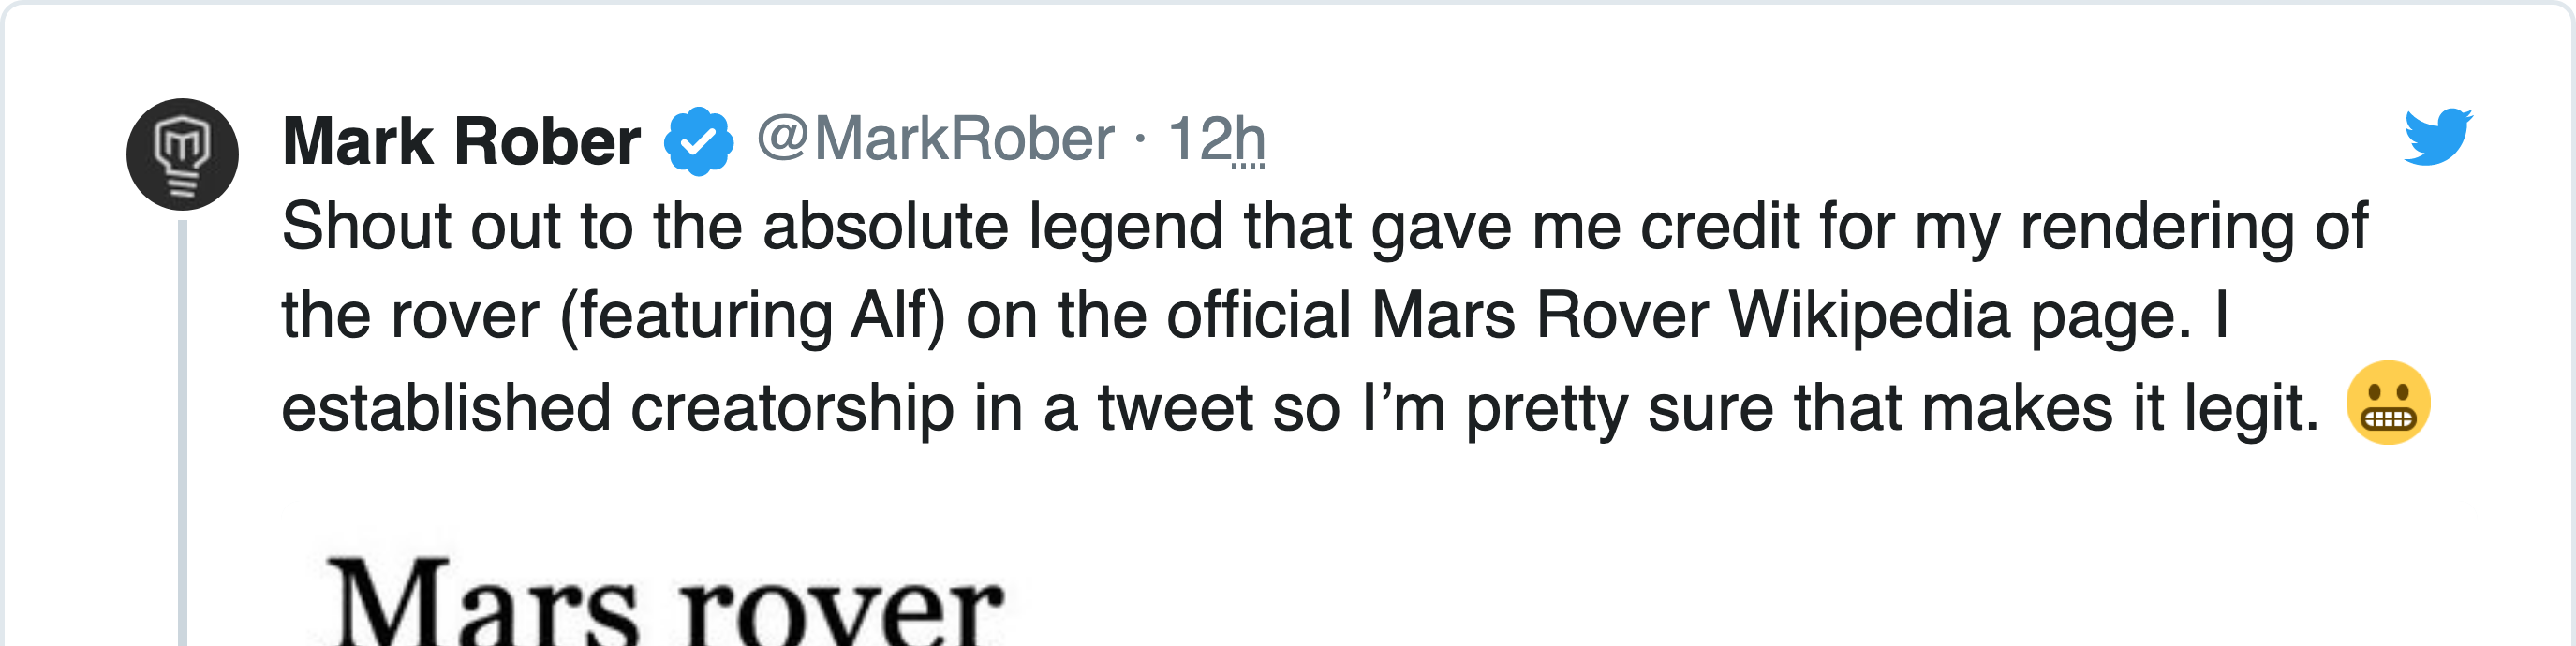 Mark Rober @MarkRober · 12h
Shout out to the absolute legend that gave me credit for my rendering of
the rover (featuring Alf) on the official Mars Rover Wikipedia page. I
established creatorship in a tweet so I’m pretty sure that makes it legit. 😬
Mars rover